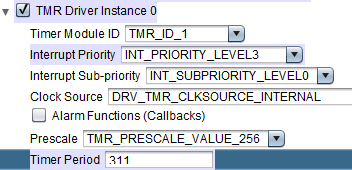 TMR Driver Instance 0
Timer Module ID TMR_ID_1
Interrupt Priority INT_PRIORITY_LEVEL3
Interrupt Sub-priority INT_SUBPRIORITY_LEVEL0
Clock Source DRV_TMR_CLKSOURCE_INTERNAL
Alarm Functions (Callbacks)
Prescale TMR_PRESCALE_VALUE_256
Timer Period 311